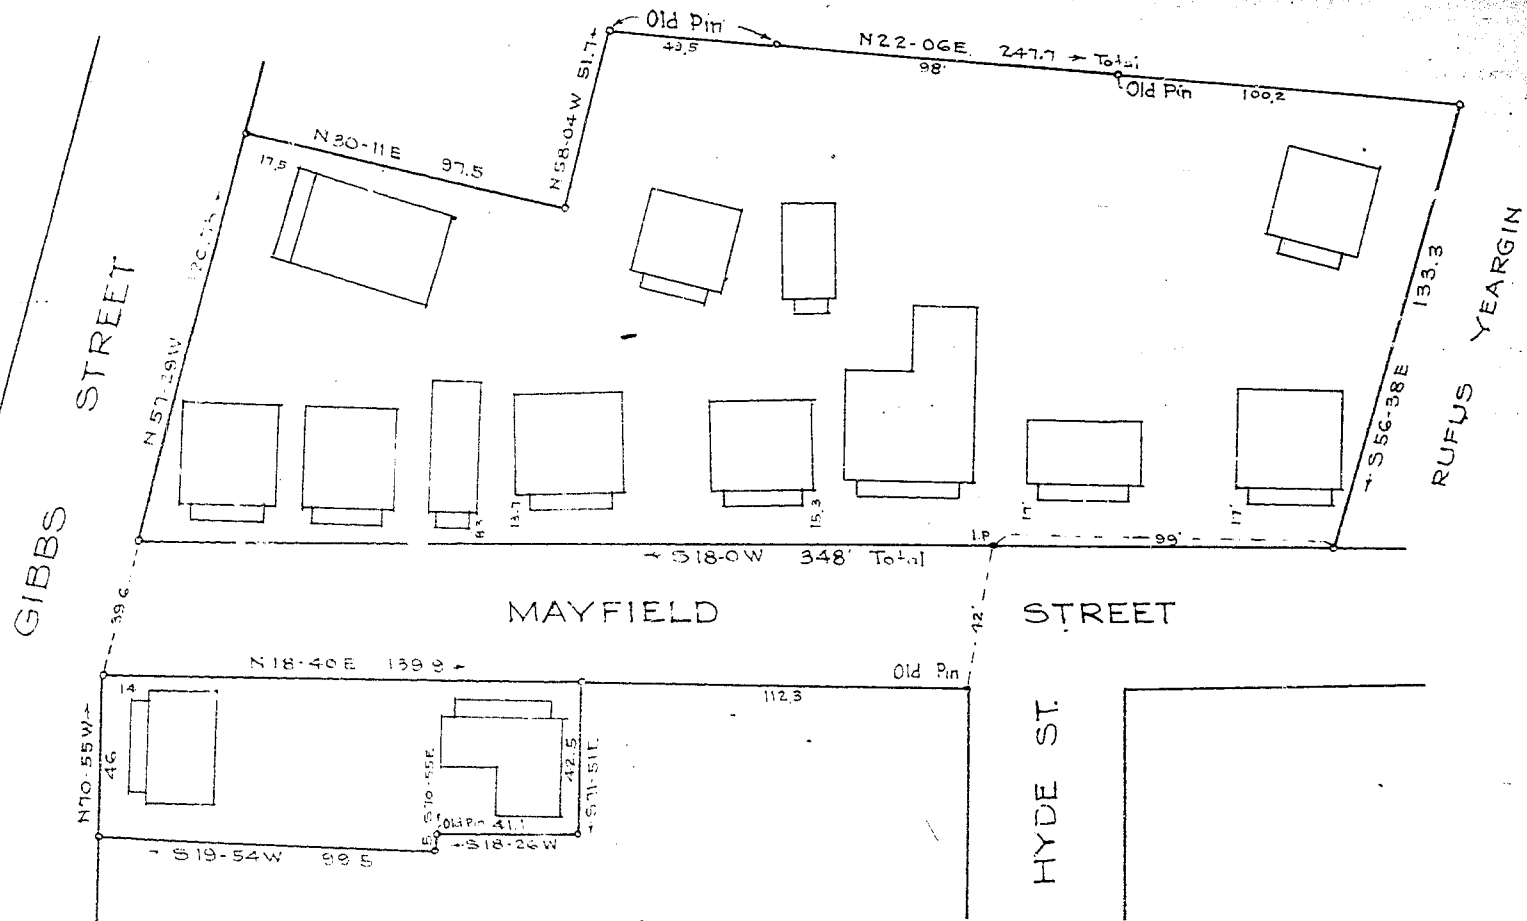 Old Pin
43.5
N22-06E. 247.7 → Total
98'
Old Pin
100.2
N58-04W 51.7 →
N30-11E 97.5
17.5
N57-29W
GIBBS STREET
S56-38E
133.3
RUFUS YEARGIN
8.3
13.7
15.3
17'
17'
I.P.
99'
← S18-0W 348' Total
39.6
42'
MAYFIELD STREET
N18-40E 139.9 →
Old Pin
112.3
14
N70-55W →
46
S70-55E
42.5
← S71-51E
Old Pin 41.1
5
← S18-26W
← S19-54W 99.5
HYDE ST.